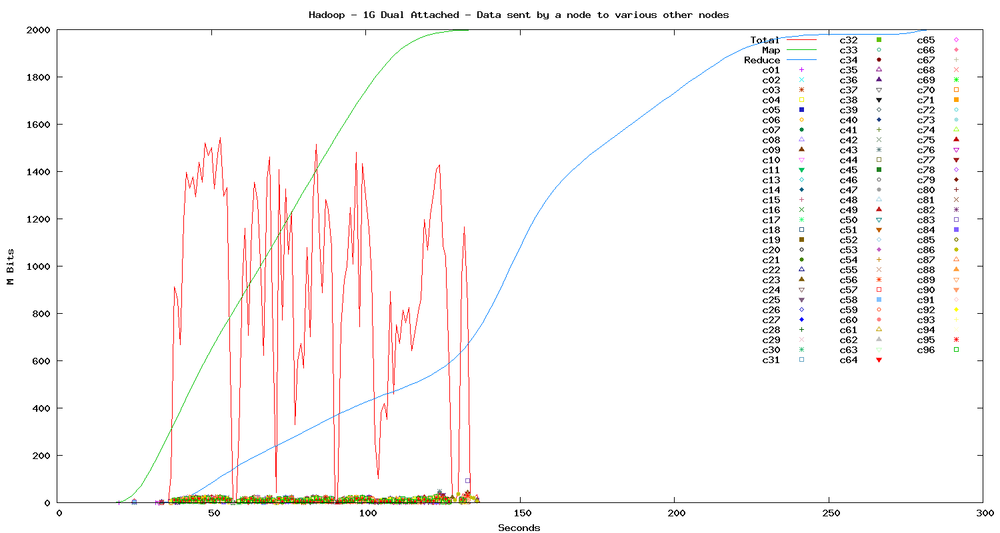 Hadoop - 1G Dual Attached - Data sent by a node to various other nodes
2000
1800
1600
1400
1200
1000
800
600
400
200
0
M Bits
0 50 100 150 200 250 300
Seconds
Total c32 c65
Map c33 c66
Reduce c34 c67
c01 c35 c68
c02 c36 c69
c03 c37 c70
c04 c38 c71
c05 c39 c72
c06 c40 c73
c07 c41 c74
c08 c42 c75
c09 c43 c76
c10 c44 c77
c11 c45 c78
c13 c46 c79
c14 c47 c80
c15 c48 c81
c16 c49 c82
c17 c50 c83
c18 c51 c84
c19 c52 c85
c20 c53 c86
c21 c54 c87
c22 c55 c88
c23 c56 c89
c24 c57 c90
c25 c58 c91
c26 c59 c92
c27 c60 c93
c28 c61 c94
c29 c62 c95
c30 c63 c96
c31 c64